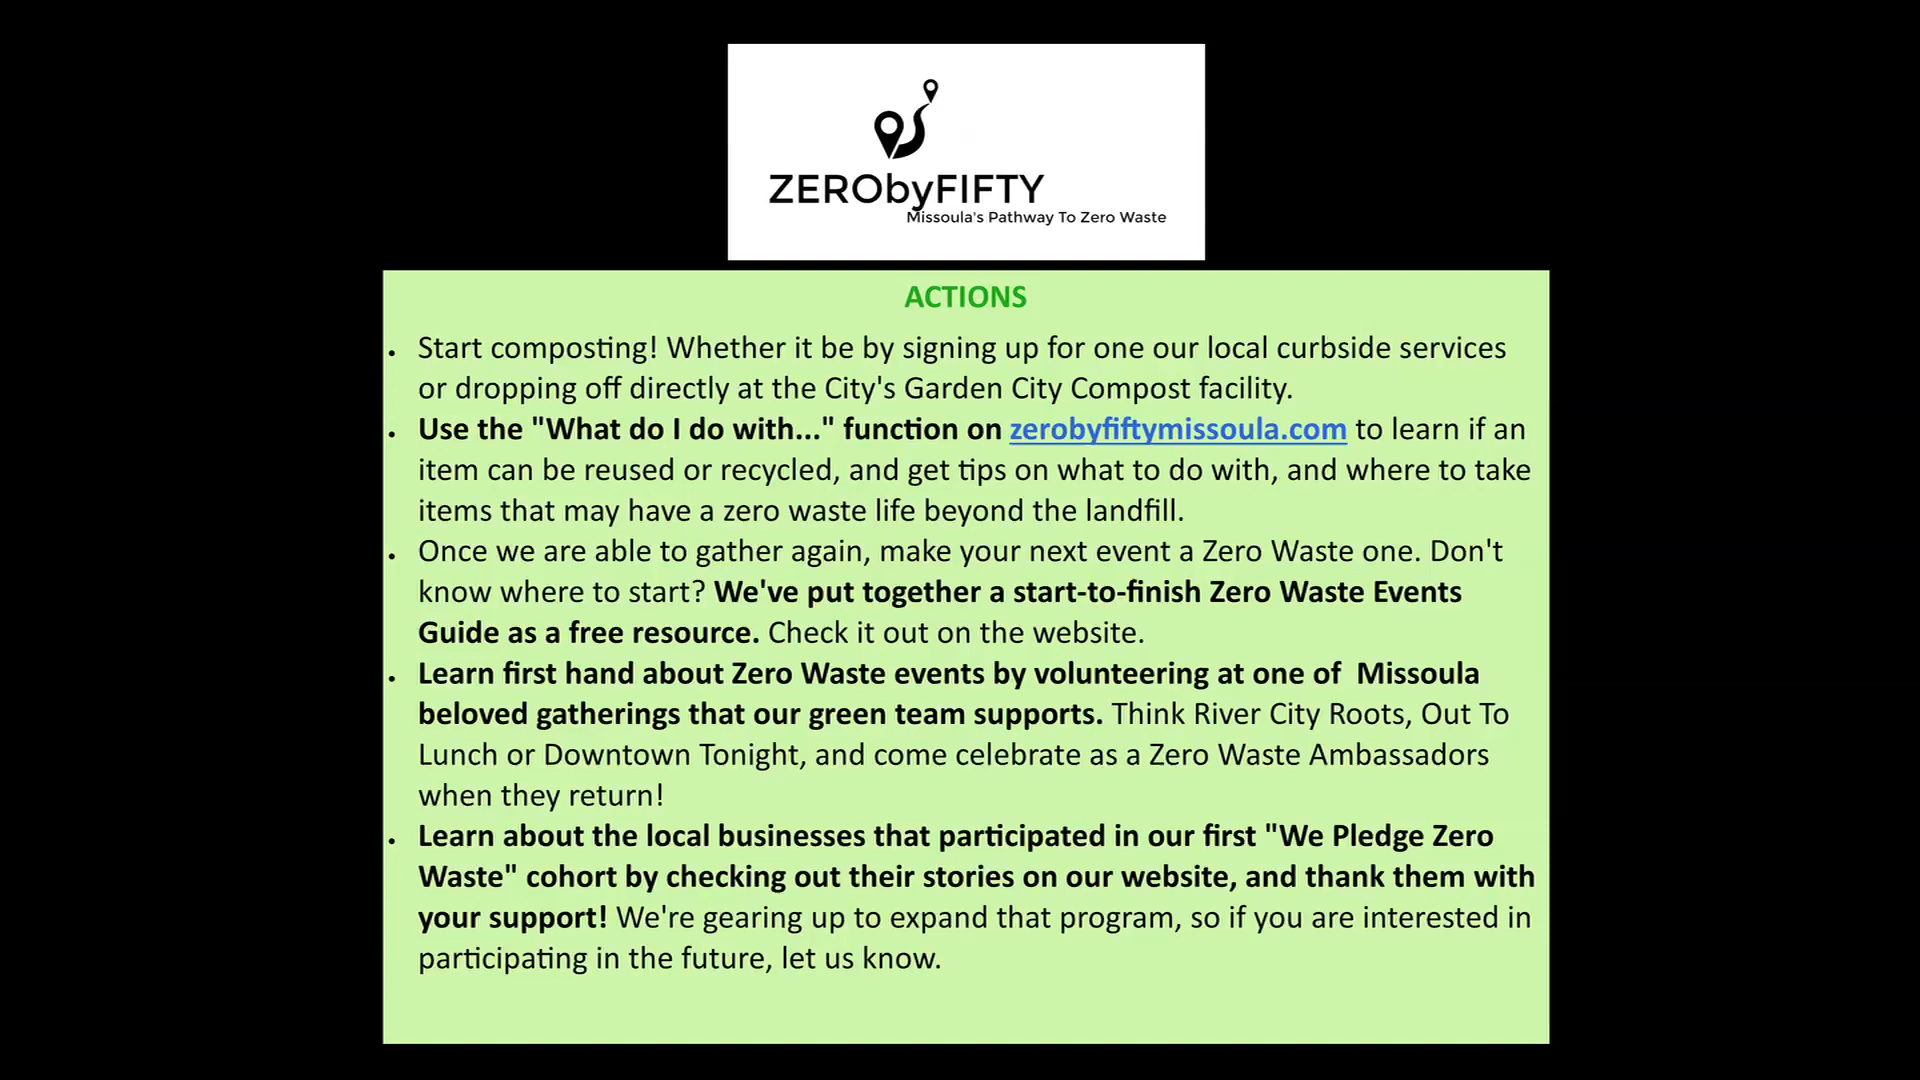 ZERObyFIFTY
Missoula's Pathway To Zero Waste
ACTIONS
• Start composting! Whether it be by signing up for one our local curbside services
or dropping off directly at the City's Garden City Compost facility.
• Use the "What do I do with..." function on zerobyfiftymissoula.com to learn if an
item can be reused or recycled, and get tips on what to do with, and where to take
items that may have a zero waste life beyond the landfill.
• Once we are able to gather again, make your next event a Zero Waste one. Don't
know where to start? We've put together a start-to-finish Zero Waste Events
Guide as a free resource. Check it out on the website.
• Learn first hand about Zero Waste events by volunteering at one of  Missoula
beloved gatherings that our green team supports. Think River City Roots, Out To
Lunch or Downtown Tonight, and come celebrate as a Zero Waste Ambassadors
when they return!
• Learn about the local businesses that participated in our first "We Pledge Zero
Waste" cohort by checking out their stories on our website, and thank them with
your support! We're gearing up to expand that program, so if you are interested in
participating in the future, let us know.